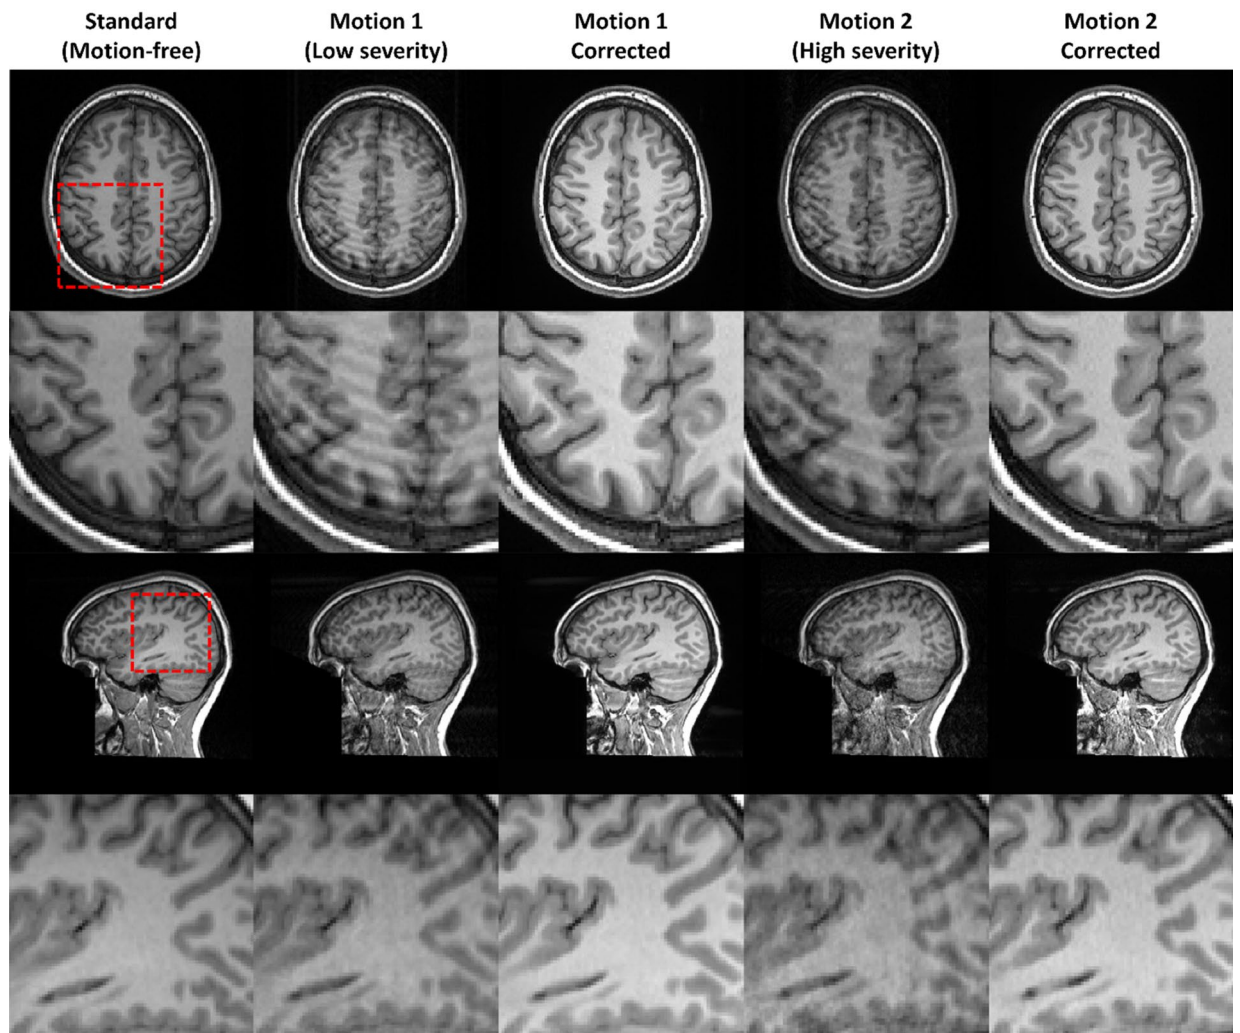 Standard
(Motion-free)
Motion 1
(Low severity)
Motion 1
Corrected
Motion 2
(High severity)
Motion 2
Corrected